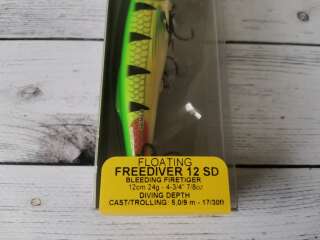 FLOATING
FREEDIVER 12 SD
BLEEDING FIRETIGER
12cm 24g - 4-3/4" 7/8oz
DIVING DEPTH
CAST/TROLLING: 5,0/9 m - 17/30ft